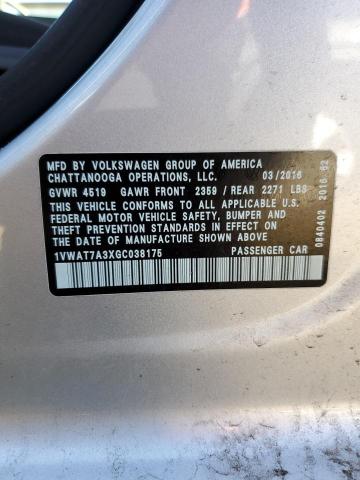 MFD BY VOLKSWAGEN GROUP OF AMERICA
CHATTANOOGA OPERATIONS, LLC. 03/2016
GVWR 4519 GAWR FRONT 2359 / REAR 2271 LBS
THIS VEHICLE CONFORMS TO ALL APPLICABLE U.S.
FEDERAL MOTOR VEHICLE SAFETY, BUMPER AND
THEFT PREVENTION STANDARDS IN EFFECT ON
THE DATE OF MANUFACTURE SHOWN ABOVE.
1VWAT7A3XGC038175 PASSENGER CAR
0840402 2016-02